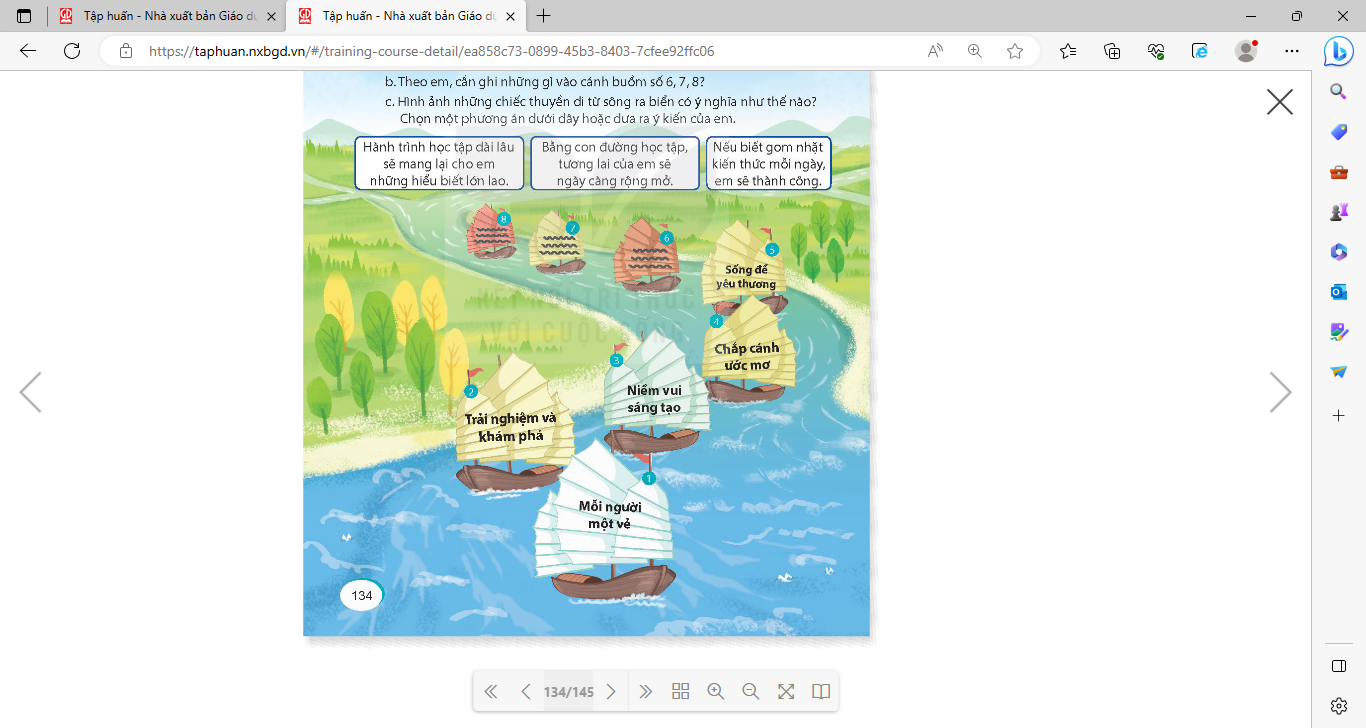 Tập huấn - Nhà xuất bản Giáo dụ
Tập huấn - Nhà xuất bản Giáo dụ
https://taphuan.nxbgd.vn/#/training-course-detail/ea858c73-0899-45b3-8403-7cfee92ffc06
b. Theo em, cần ghi những gì vào cánh buồm số 6, 7, 8?
c. Hình ảnh những chiếc thuyền đi từ sông ra biển có ý nghĩa như thế nào?
Chọn một phương án dưới đây hoặc đưa ra ý kiến của em.
Hành trình học tập dài lâu
sẽ mang lại cho em
những hiểu biết lớn lao.
Bằng con đường học tập,
tương lai của em sẽ
ngày càng rộng mở.
Nếu biết gom nhặt
kiến thức mỗi ngày,
em sẽ thành công.
8
7
6
5
Sống để
yêu thương
KẾT NỐI TRI THỨC
VỚI CUỘC SỐNG
4
Chắp cánh
ước mơ
3
Niềm vui
sáng tạo
2
Trải nghiệm và
khám phá
1
Mỗi người
một vẻ
134
134/145